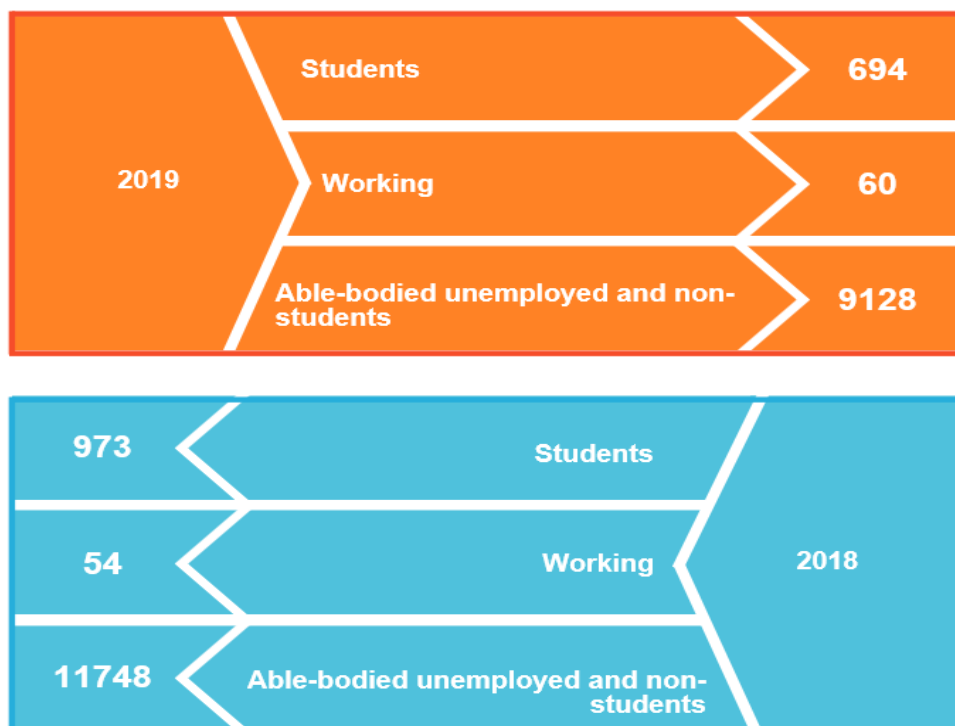 Students
694
2019
Working
60
Able-bodied unemployed and non-
students
9128
973
Students
54
Working
2018
11748
Able-bodied unemployed and non-
students